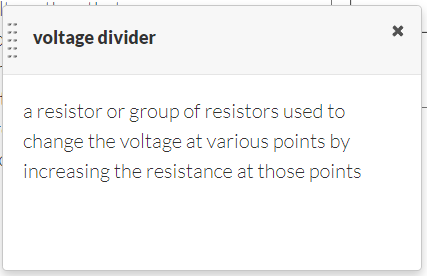 voltage divider
a resistor or group of resistors used to
change the voltage at various points by
increasing the resistance at those points